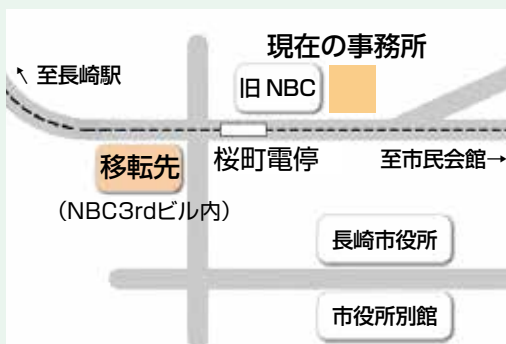 現在の事務所
↖ 至長崎駅
旧 NBC
移転先
桜町電停
至市民会館→
（NBC3rdビル内）
長崎市役所
市役所別館